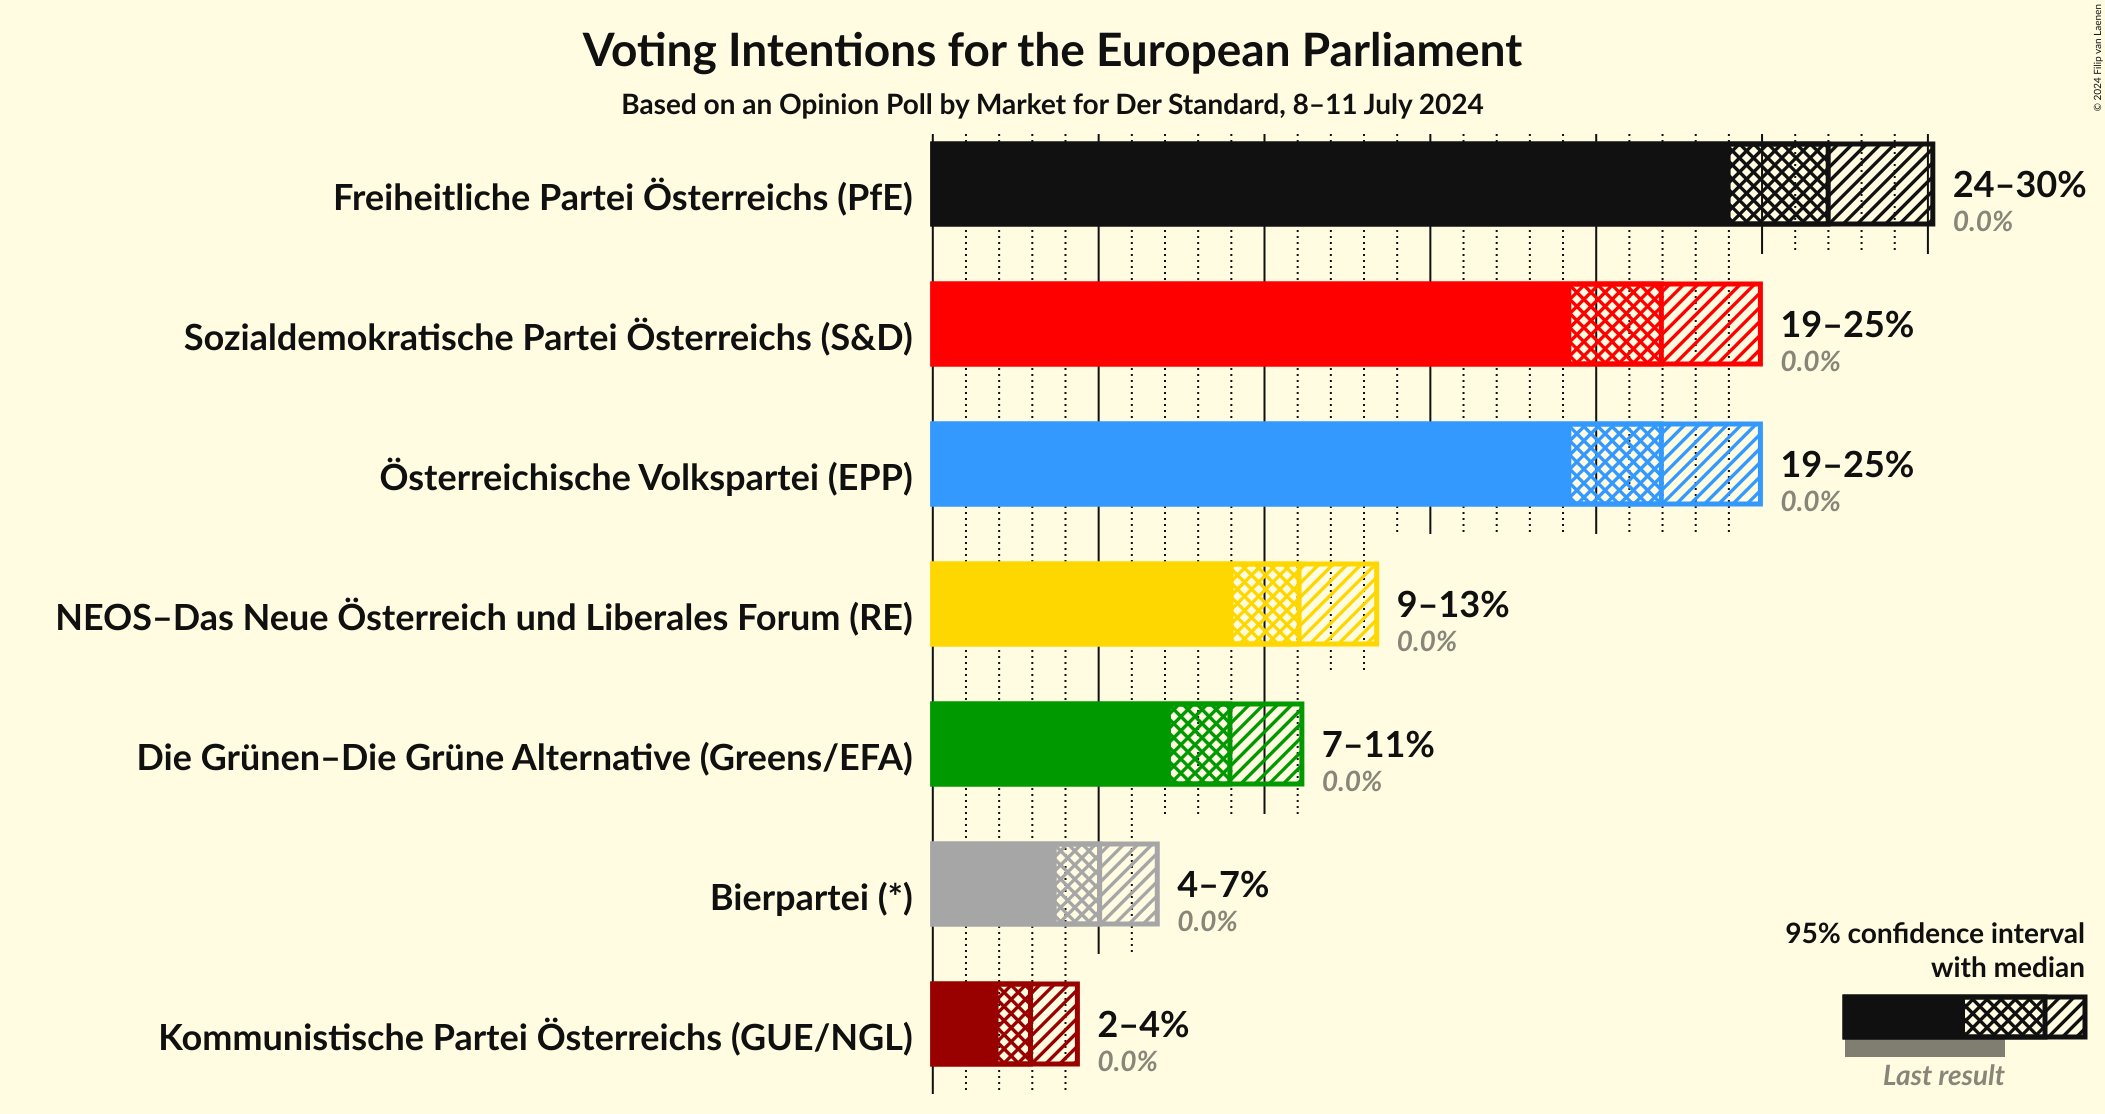 Voting Intentions for the European Parliament
Based on an Opinion Poll by Market for Der Standard, 8–11 July 2024
© 2024 Filip van Laenen
Freiheitliche Partei Österreichs (PfE)
24–30%
0.0%
Sozialdemokratische Partei Österreichs (S&D)
19–25%
0.0%
Österreichische Volkspartei (EPP)
19–25%
0.0%
NEOS–Das Neue Österreich und Liberales Forum (RE)
9–13%
0.0%
Die Grünen–Die Grüne Alternative (Greens/EFA)
7–11%
0.0%
Bierpartei (*)
4–7%
0.0%
Kommunistische Partei Österreichs (GUE/NGL)
2–4%
0.0%
95% confidence interval
with median
Last result